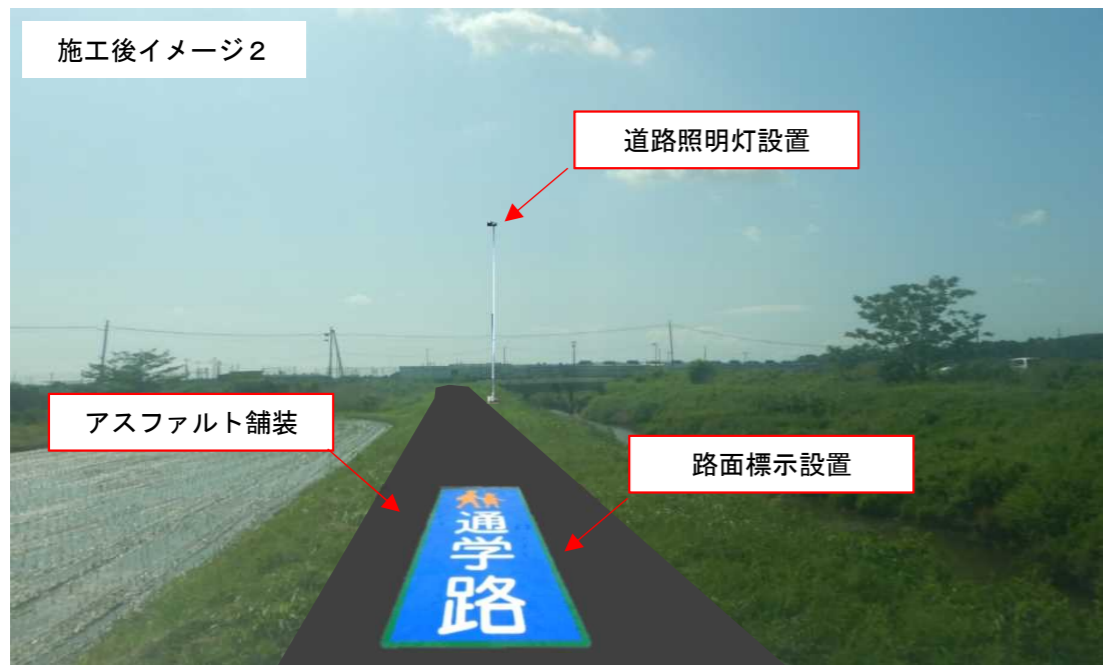 施工後イメージ２
道路照明灯設置
アスファルト舗装
路面標示設置
通学路